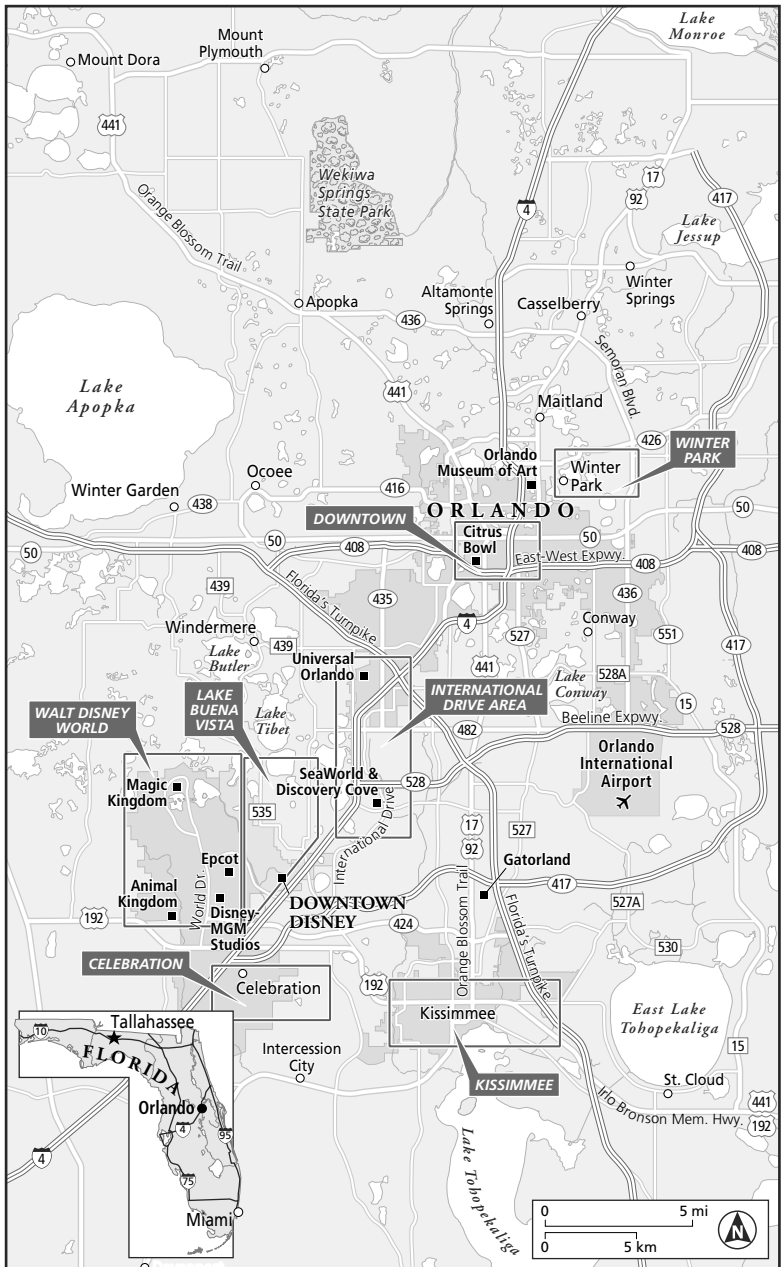 Lake
Monroe
Mount
Plymouth
Mount Dora
441
Wekiwa
Springs
State Park
17
92
417
4
Orange Blossom Trail
Lake
Jessup
Winter
Springs
Apopka
Altamonte
Springs
Casselberry
436
Semoran Blvd.
Lake
Apopka
441
Maitland
426
WINTER
PARK
Orlando
Museum of Art
Winter
Park
Ocoee
Winter Garden
438
416
ORLANDO
50
DOWNTOWN
Citrus
Bowl
50
50
50
408
East-West Expwy.
408
408
Florida's Turnpike
439
435
436
Windermere
4
527
Conway
551
417
439
Lake
Butler
Universal
Orlando
441
Lake
Conway
528A
LAKE
BUENA
VISTA
INTERNATIONAL
DRIVE AREA
15
WALT DISNEY
WORLD
Lake
Tibet
482
Beeline Expwy.
528
Orlando
International
Airport
SeaWorld &
Discovery Cove
528
Magic
Kingdom
535
International Drive
17
92
527
Epcot
Gatorland
417
Animal
Kingdom
World Dr.
DOWNTOWN
DISNEY
Orange Blossom Trail
527A
192
Disney-
MGM
Studios
424
Florida's Turnpike
530
CELEBRATION
Celebration
192
Kissimmee
East Lake
Tohopekaliga
Tallahassee
10
FLORIDA
Intercession
City
KISSIMMEE
15
St. Cloud
Orlando
441
192
Irlo Bronson Mem. Hwy.
4
95
4
75
Miami
Lake Tohopekaliga
0
5 mi
0
5 km
N